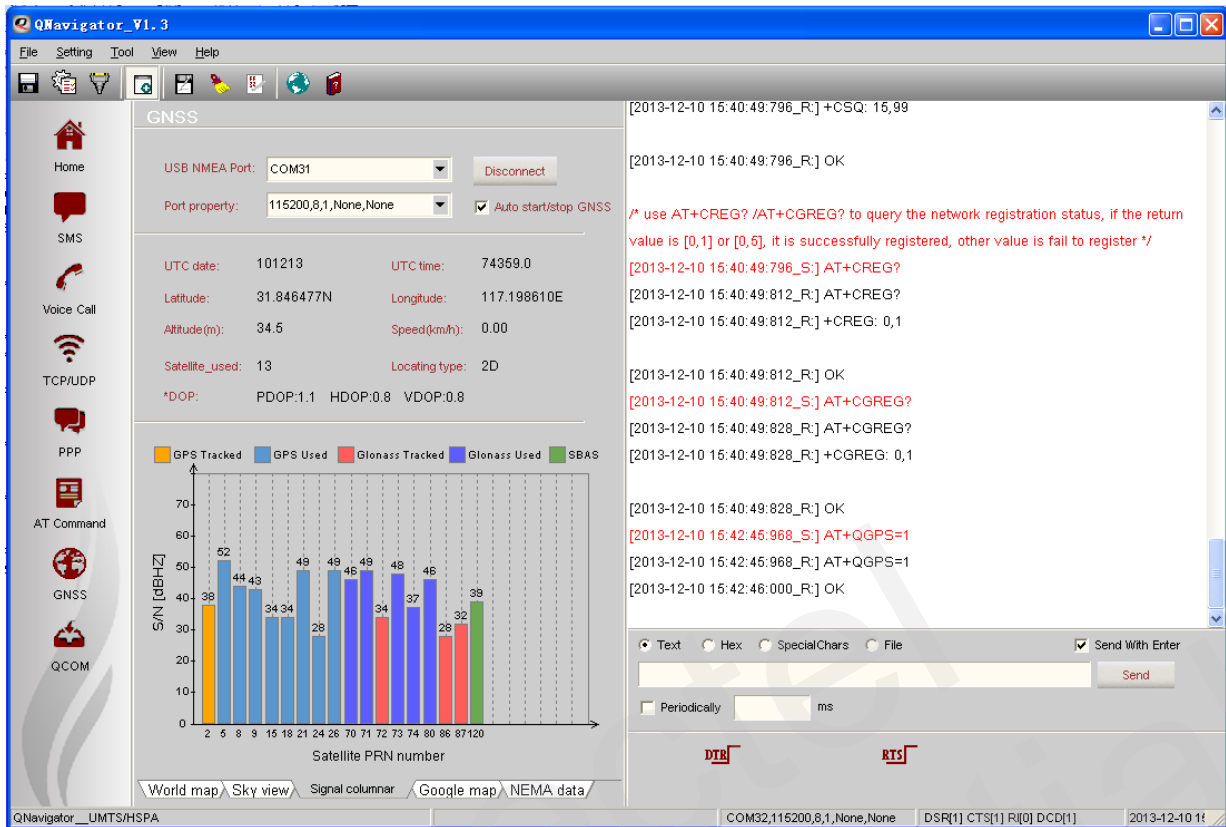 QNavigator_V1.3
File Setting Tool View Help
Home
SMS
Voice Call
TCP/UDP
PPP
AT Command
GNSS
QCOM
GNSS
USB NMEA Port: COM31 Disconnect
Port property: 115200,8,1,None,None Auto start/stop GNSS
UTC date: 101213 UTC time: 74359.0
Latitude: 31.846477N Longitude: 117.198610E
Altitude(m): 34.5 Speed(km/h): 0.00
Satellite_used: 13 Locating type: 2D
*DOP: PDOP:1.1 HDOP:0.8 VDOP:0.8
GPS Tracked GPS Used Glonass Tracked Glonass Used SBAS
S/N [dBHZ]
70
60
50
40
30
20
10
0
38 52 44 43 34 34 49 28 49 46 49 34 48 37 46 28 32 39
2 5 8 9 15 18 21 24 26 70 71 72 73 74 80 86 87 120
Satellite PRN number
World map Sky view Signal columnar Google map NEMA data
[2013-12-10 15:40:49:796_R:] +CSQ: 15,99
[2013-12-10 15:40:49:796_R:] OK
/* use AT+CREG? /AT+CGREG? to query the network registration status, if the return
value is [0,1] or [0,5], it is successfully registered, other value is fail to register */
[2013-12-10 15:40:49:796_S:] AT+CREG?
[2013-12-10 15:40:49:812_R:] AT+CREG?
[2013-12-10 15:40:49:812_R:] +CREG: 0,1
[2013-12-10 15:40:49:812_R:] OK
[2013-12-10 15:40:49:812_S:] AT+CGREG?
[2013-12-10 15:40:49:828_R:] AT+CGREG?
[2013-12-10 15:40:49:828_R:] +CGREG: 0,1
[2013-12-10 15:40:49:828_R:] OK
[2013-12-10 15:42:45:968_S:] AT+QGPS=1
[2013-12-10 15:42:45:968_R:] AT+QGPS=1
[2013-12-10 15:42:46:000_R:] OK
Text Hex SpecialChars File Send With Enter
Send
Periodically ms
DTR RTS
QNavigator__UMTS/HSPA COM32,115200,8,1,None,None DSR[1] CTS[1] RI[0] DCD[1] 2013-12-10